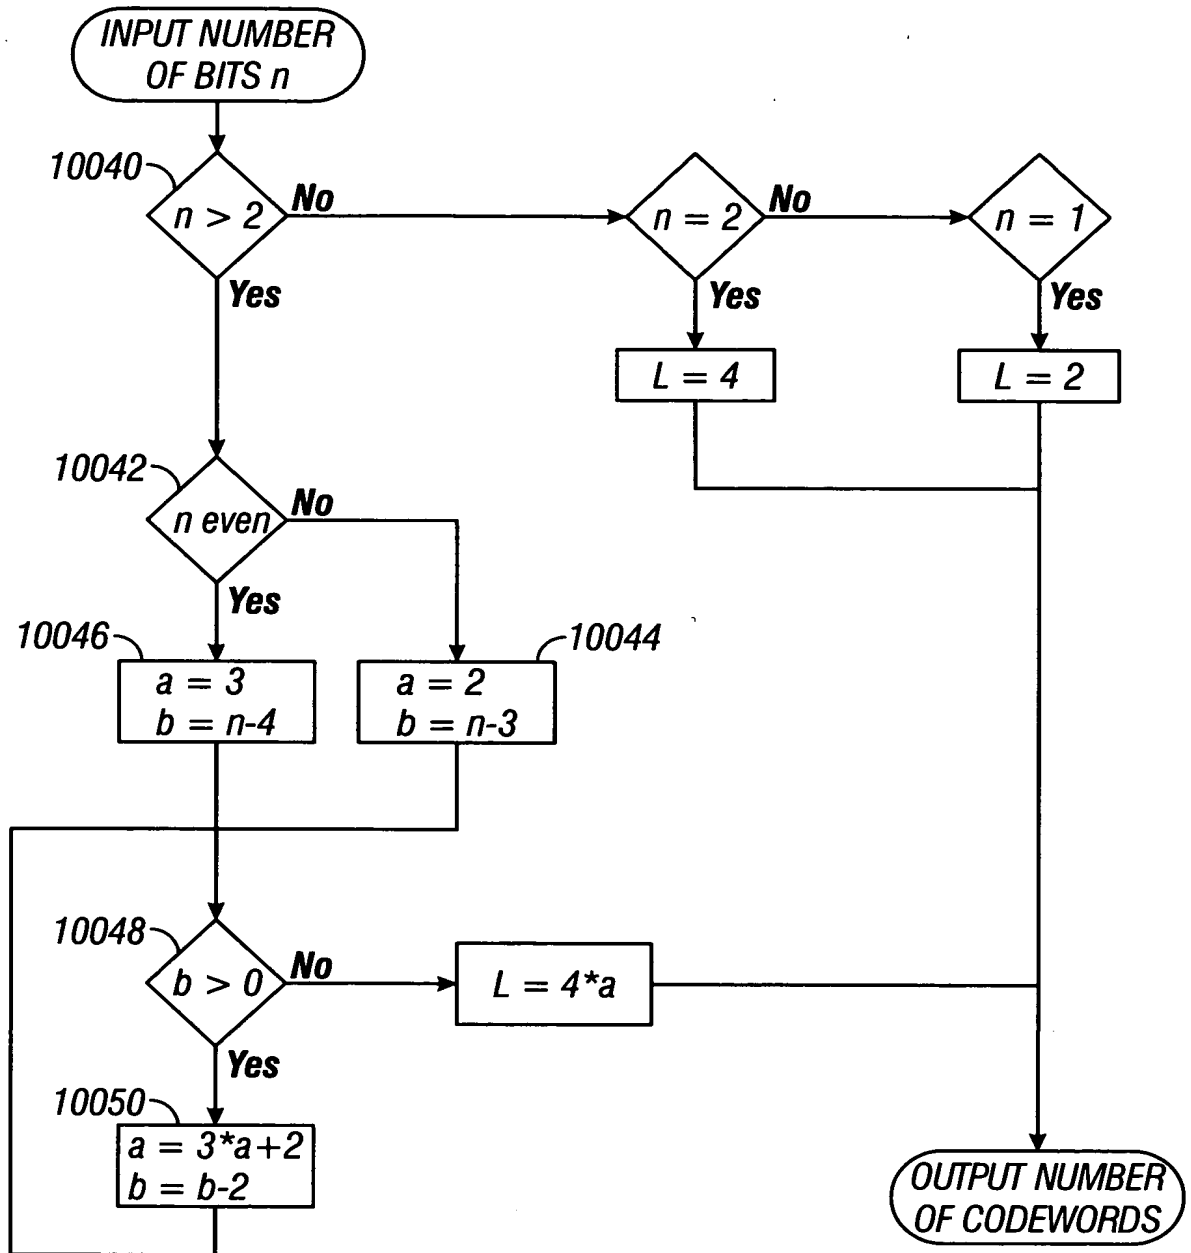 INPUT NUMBER
OF BITS n
10040
n > 2
No
n = 2
No
n = 1
Yes
Yes
Yes
L = 4
L = 2
10042
n even
No
Yes
10046
10044
a = 3
b = n-4
a = 2
b = n-3
10048
b > 0
No
L = 4*a
Yes
10050
a = 3*a+2
b = b-2
OUTPUT NUMBER
OF CODEWORDS